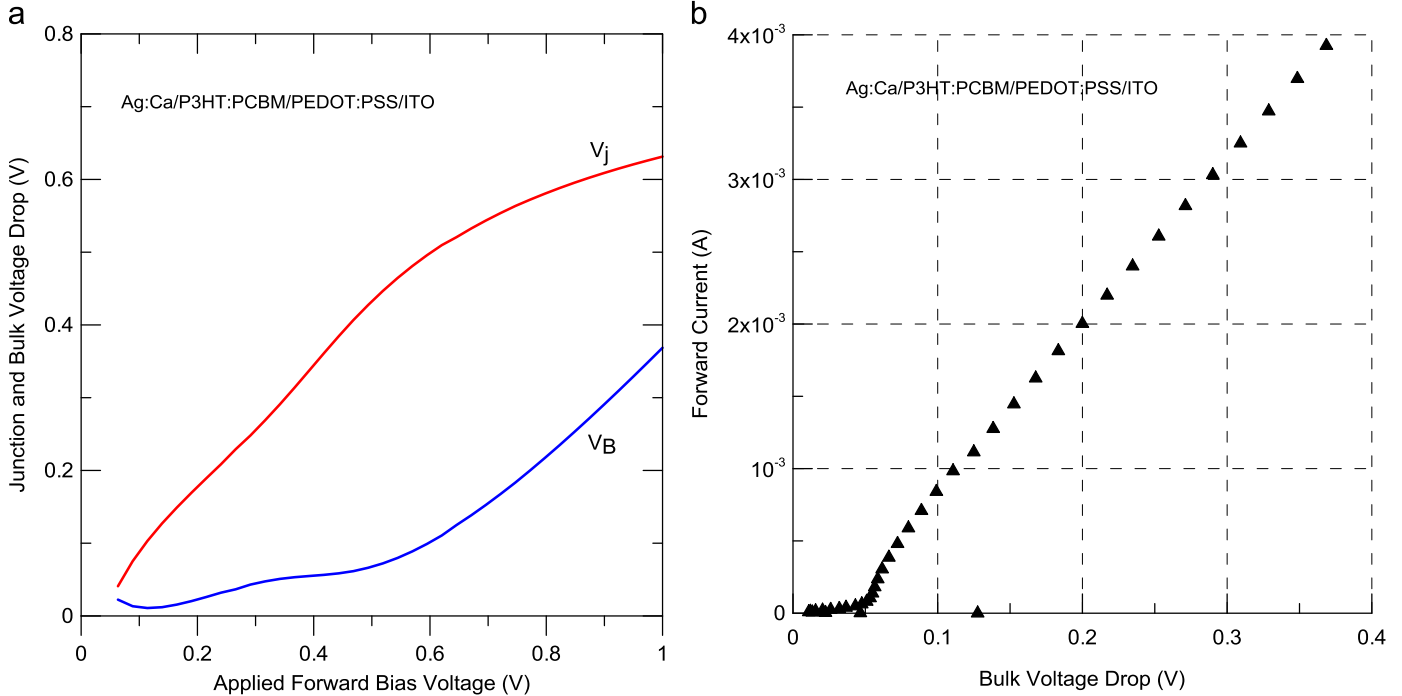 a
0.8
0.6
0.4
0.2
0
Junction and Bulk Voltage Drop (V)
Ag:Ca/P3HT:PCBM/PEDOT:PSS/ITO
Vj
VB
0 0.2 0.4 0.6 0.8 1
Applied Forward Bias Voltage (V)
b
4x10-3
3x10-3
2x10-3
10-3
0
Forward Current (A)
Ag:Ca/P3HT:PCBM/PEDOT:PSS/ITO
0 0.1 0.2 0.3 0.4
Bulk Voltage Drop (V)